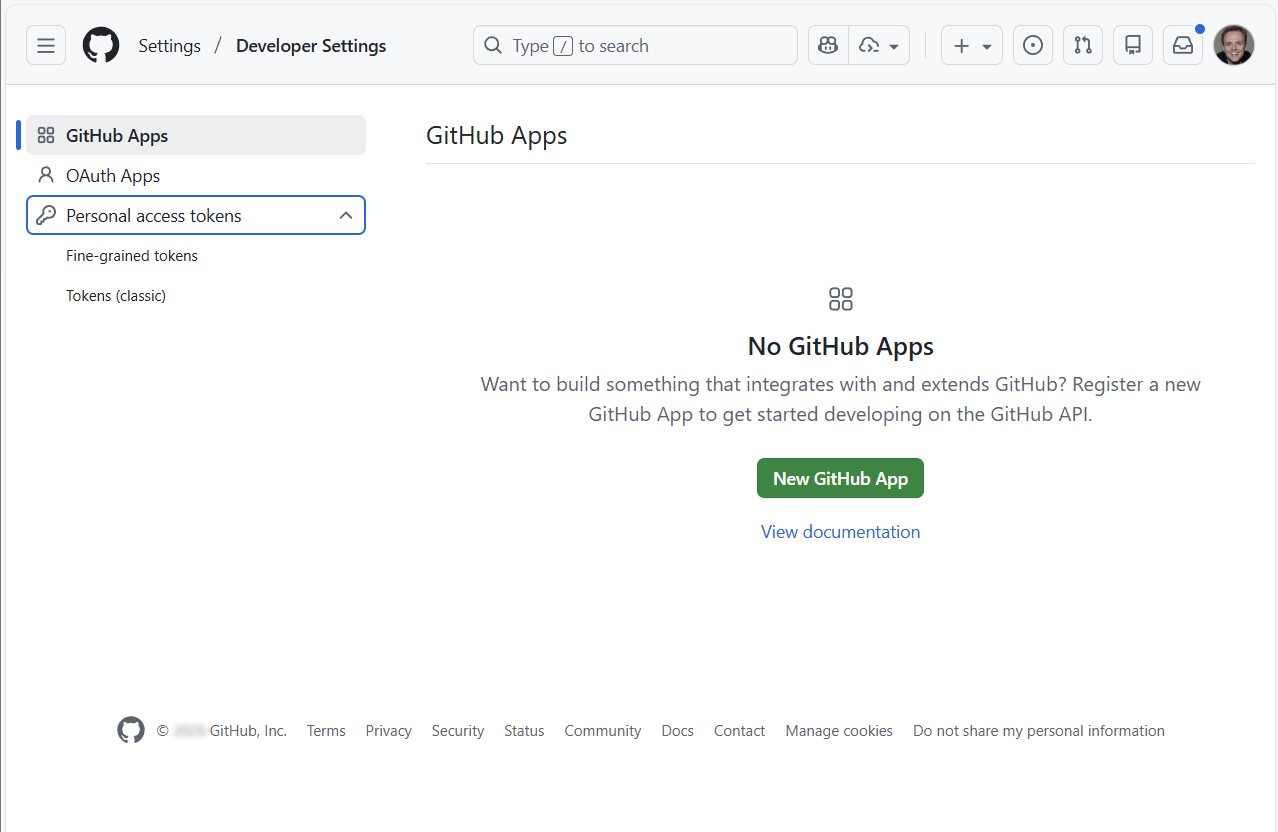 Settings / Developer Settings
Type / to search
GitHub Apps
OAuth Apps
Personal access tokens
Fine-grained tokens
Tokens (classic)
GitHub Apps
No GitHub Apps
Want to build something that integrates with and extends GitHub? Register a new
GitHub App to get started developing on the GitHub API.
New GitHub App
View documentation
© GitHub, Inc. Terms Privacy Security Status Community Docs Contact Manage cookies Do not share my personal information